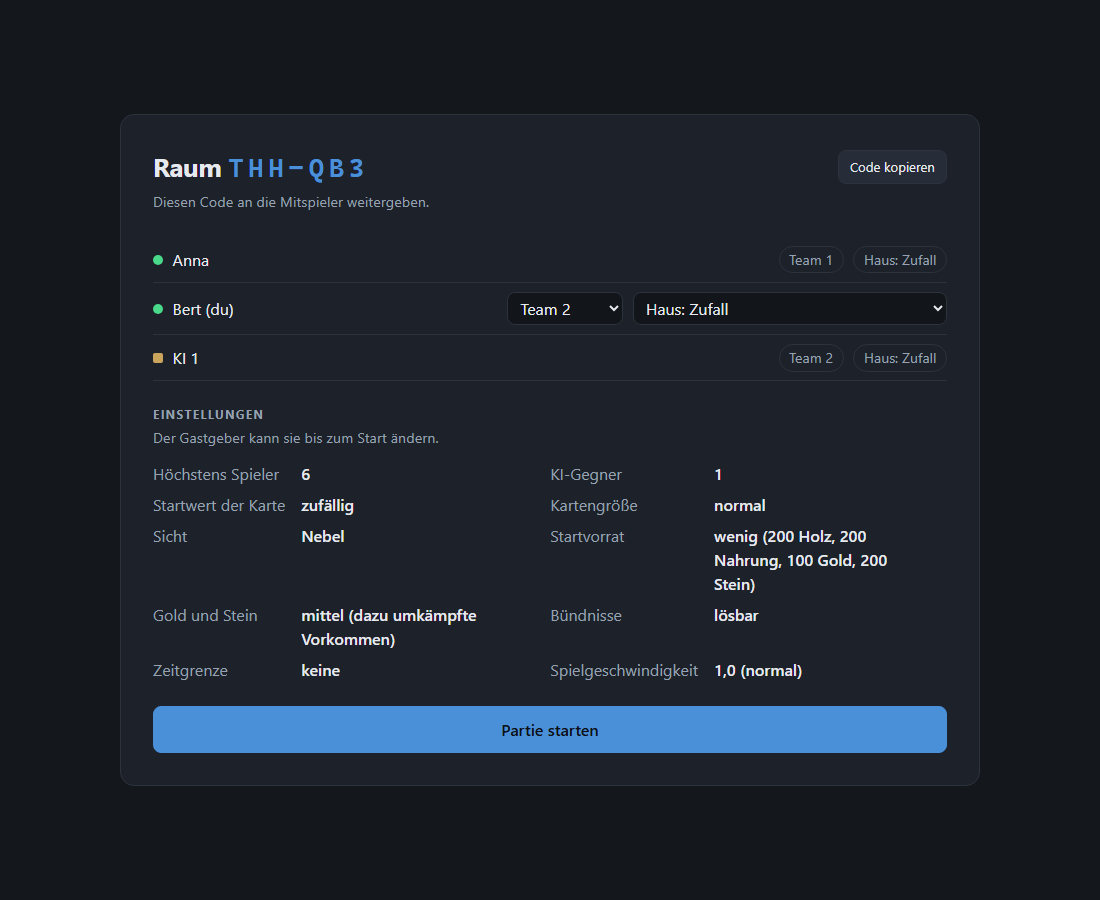 Raum THH-QB3
Code kopieren
Diesen Code an die Mitspieler weitergeben.
Anna
Team 1
Haus: Zufall
Bert (du)
Team 2
Haus: Zufall
KI 1
Team 2
Haus: Zufall
EINSTELLUNGEN
Der Gastgeber kann sie bis zum Start ändern.
Höchstens Spieler 6
KI-Gegner 1
Startwert der Karte zufällig
Kartengröße normal
Sicht Nebel
Startvorrat wenig (200 Holz, 200
Nahrung, 100 Gold, 200
Stein)
Gold und Stein mittel (dazu umkämpfte
Vorkommen)
Bündnisse lösbar
Zeitgrenze keine
Spielgeschwindigkeit 1,0 (normal)
Partie starten